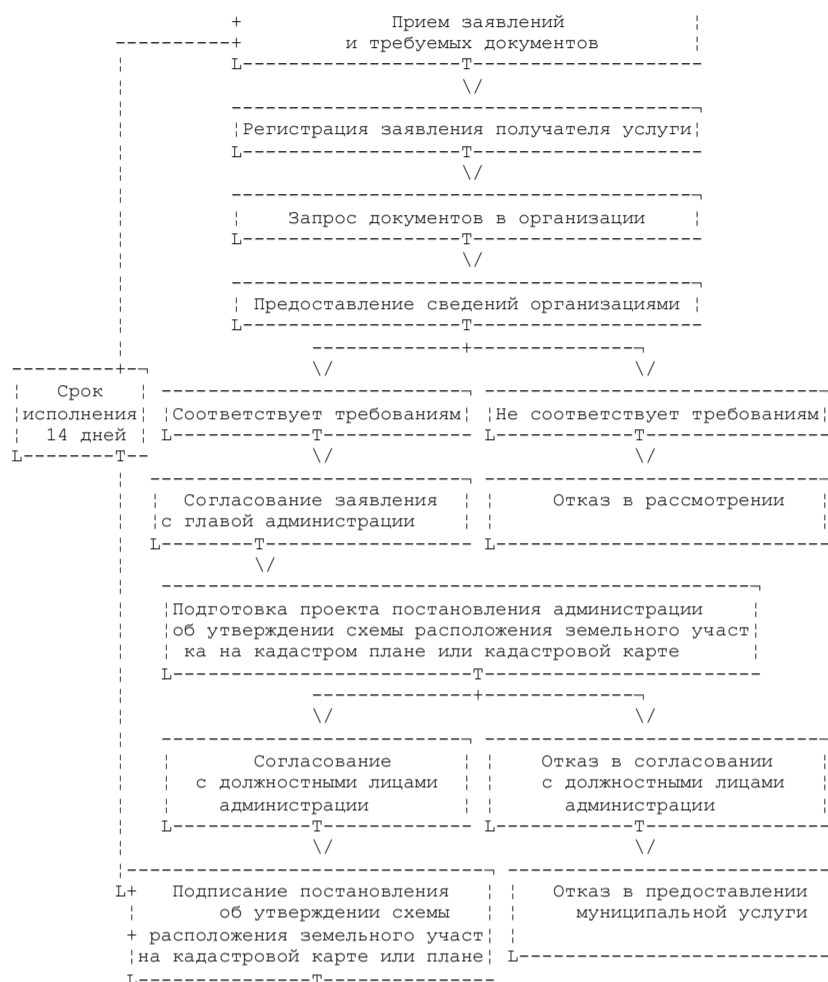 Прием заявлений
и требуемых документов
Регистрация заявления получателя услуги
Запрос документов в организации
Предоставление сведений организациями
Срок
исполнения
14 дней
Соответствует требованиям
Не соответствует требованиям
Согласование заявления
с главой администрации
Отказ в рассмотрении
Подготовка проекта постановления администрации
об утверждении схемы расположения земельного участ
ка на кадастром плане или кадастровой карте
Согласование
с должностными лицами
администрации
Отказ в согласовании
с должностными лицами
администрации
Подписание постановления
об утверждении схемы
расположения земельного участ
на кадастровой карте или плане
Отказ в предоставлении
муниципальной услуги